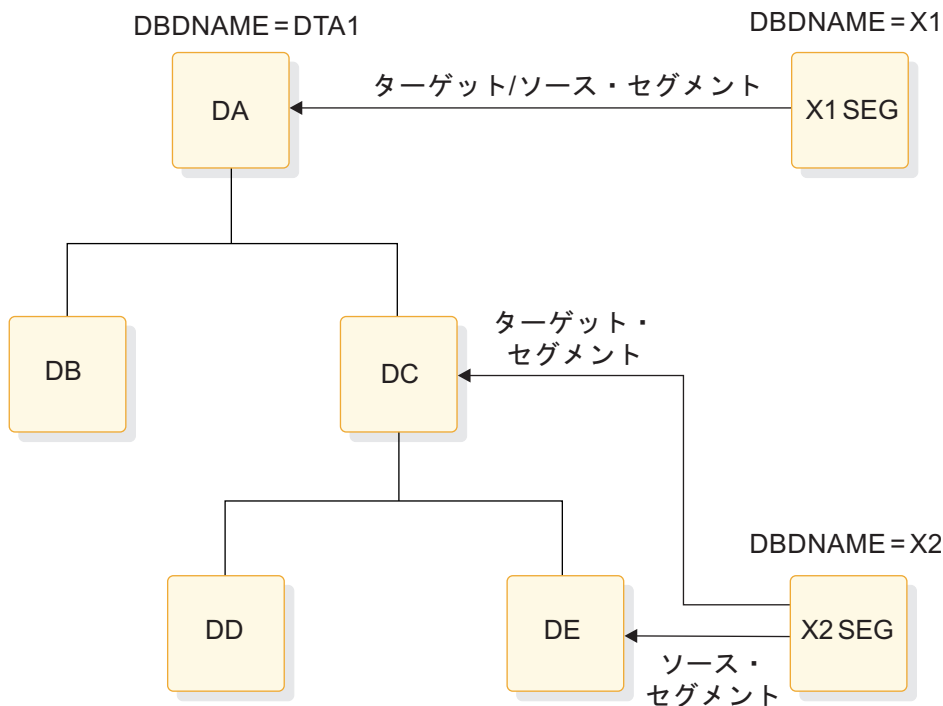 DBDNAME=DTA1
DBDNAME=X1
ターゲット/ソース・セグメント
DA
X1 SEG
ターゲット・
セグメント
DB
DC
DBDNAME=X2
DD
DE
X2 SEG
ソース・
セグメント